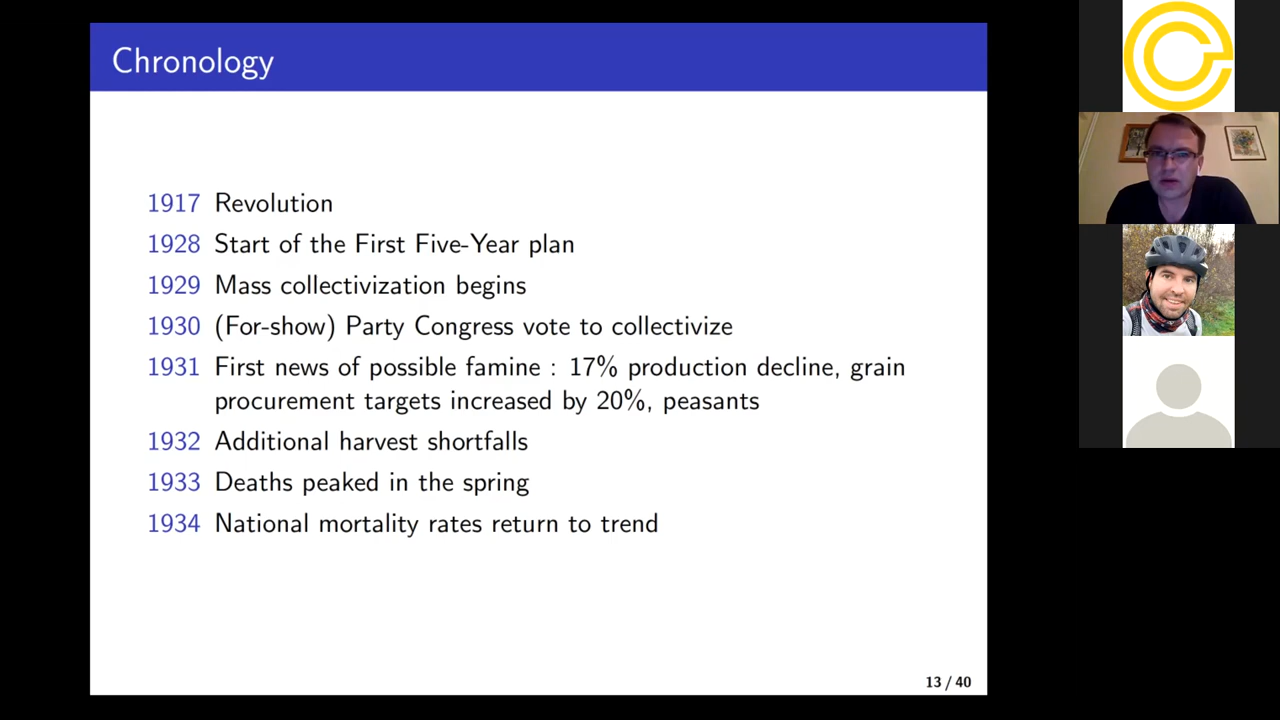 Chronology
1917 Revolution
1928 Start of the First Five-Year plan
1929 Mass collectivization begins
1930 (For-show) Party Congress vote to collectivize
1931 First news of possible famine : 17% production decline, grain
procurement targets increased by 20%, peasants
1932 Additional harvest shortfalls
1933 Deaths peaked in the spring
1934 National mortality rates return to trend
13 / 40